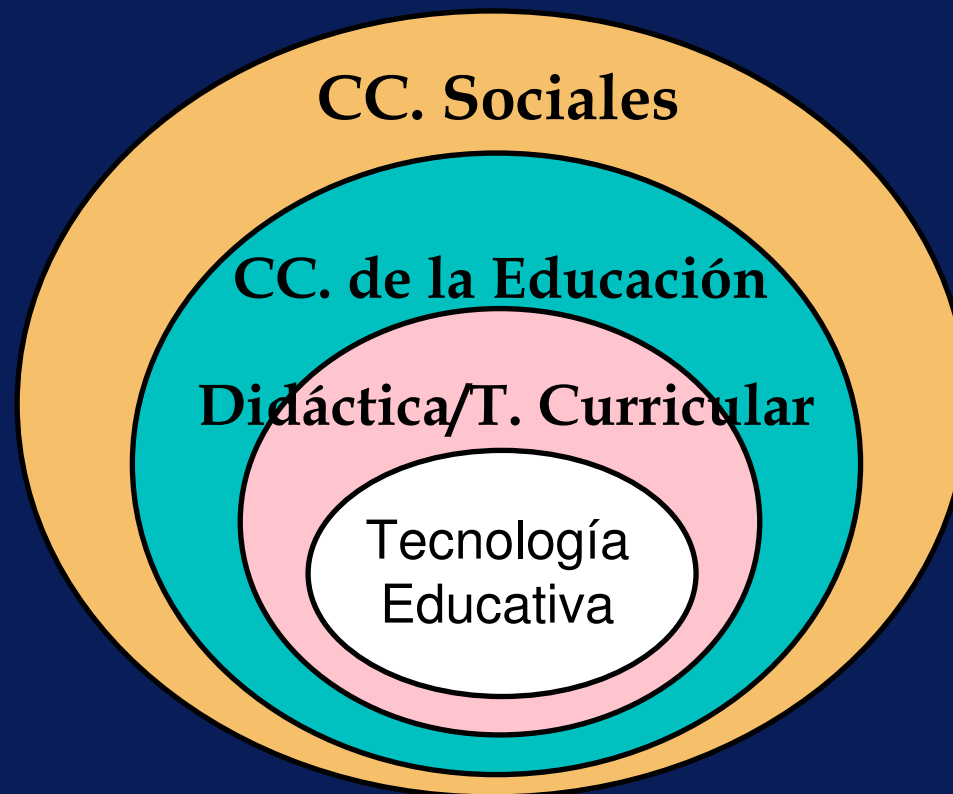 CC. Sociales
CC. de la Educación
Didáctica/T. Curricular
Tecnología
Educativa